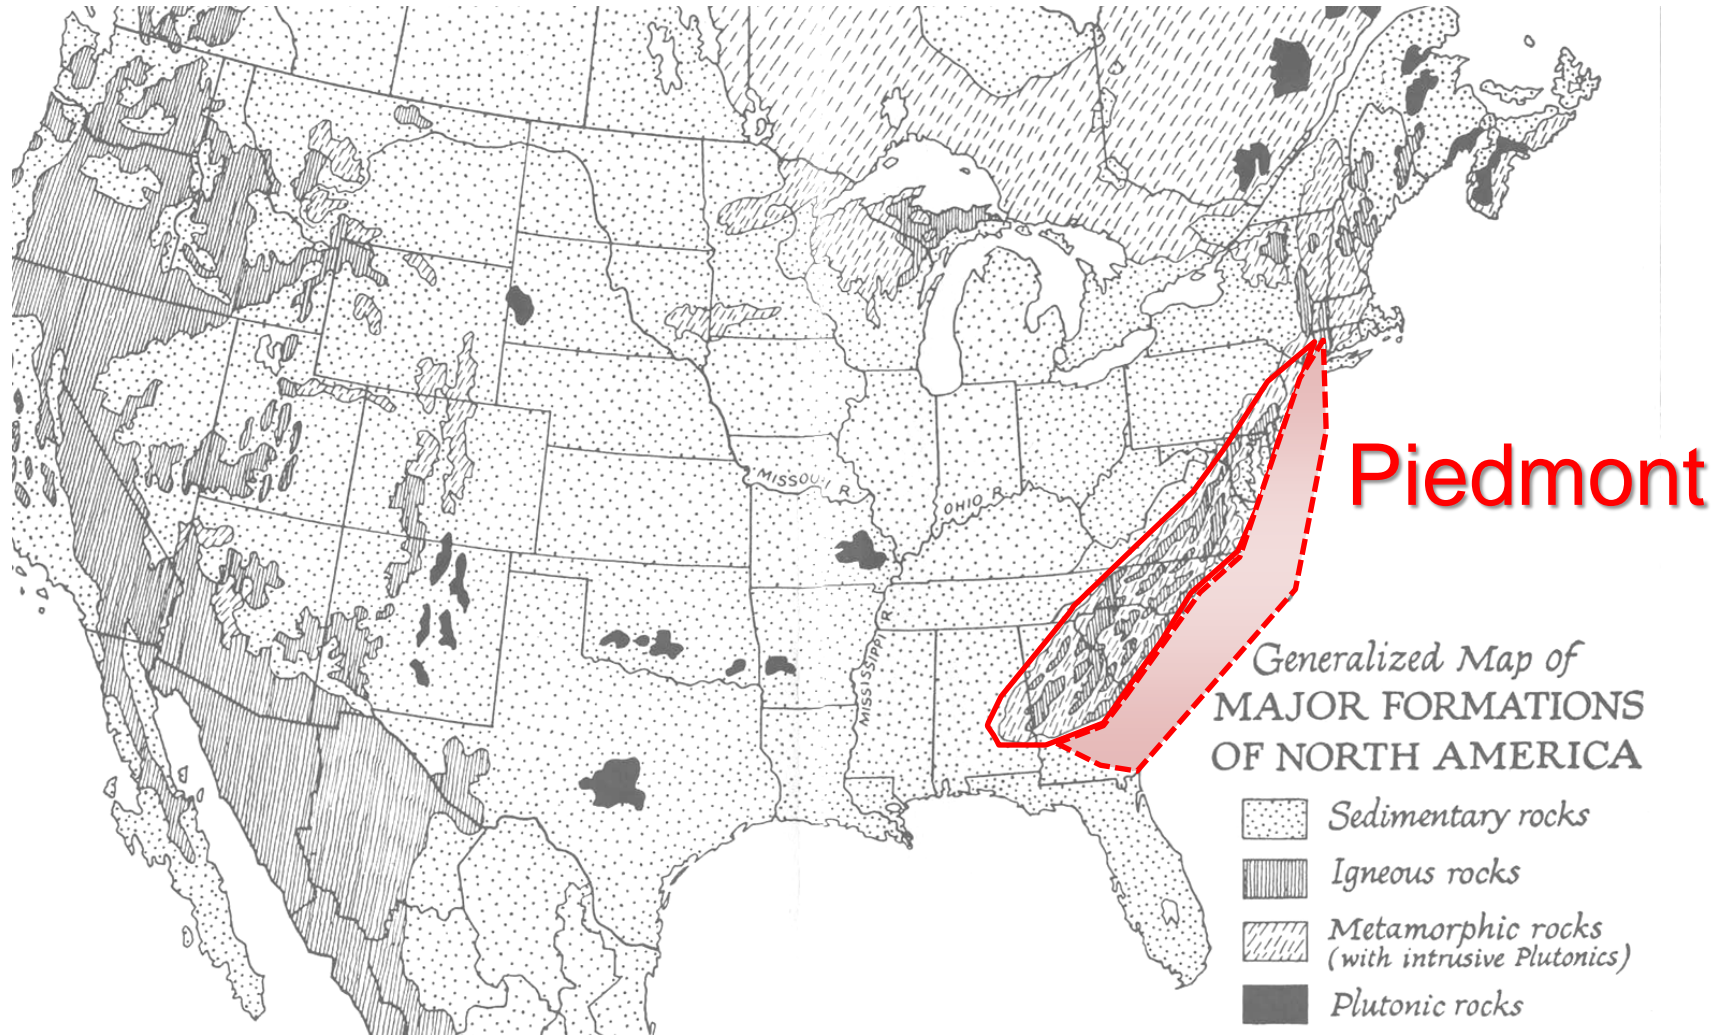 MISSOURI R.
OHIO R.
MISSISSIPPI R
Piedmont
Generalized Map of
MAJOR FORMATIONS
OF NORTH AMERICA
Sedimentary rocks
Igneous rocks
Metamorphic rocks
(with intrusive Plutonics)
Plutonic rocks